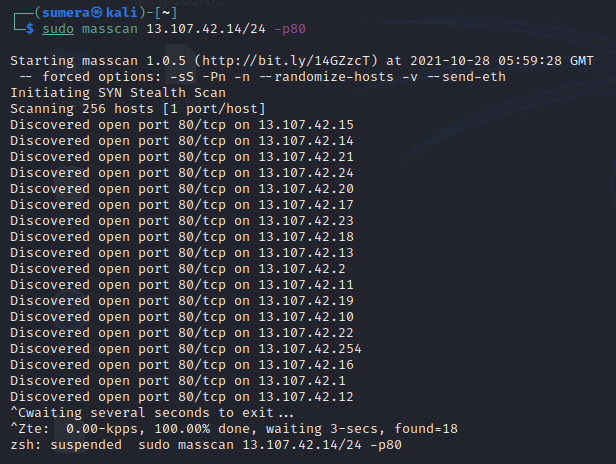 ┌──(sumera㉿kali)-[~]
└─$ sudo masscan 13.107.42.14/24 -p80
Starting masscan 1.0.5 (http://bit.ly/14GZzcT) at 2021-10-28 05:59:28 GMT
-- forced options: -sS -Pn -n --randomize-hosts -v --send-eth
Initiating SYN Stealth Scan
Scanning 256 hosts [1 port/host]
Discovered open port 80/tcp on 13.107.42.15
Discovered open port 80/tcp on 13.107.42.14
Discovered open port 80/tcp on 13.107.42.21
Discovered open port 80/tcp on 13.107.42.24
Discovered open port 80/tcp on 13.107.42.20
Discovered open port 80/tcp on 13.107.42.17
Discovered open port 80/tcp on 13.107.42.23
Discovered open port 80/tcp on 13.107.42.18
Discovered open port 80/tcp on 13.107.42.13
Discovered open port 80/tcp on 13.107.42.2
Discovered open port 80/tcp on 13.107.42.11
Discovered open port 80/tcp on 13.107.42.19
Discovered open port 80/tcp on 13.107.42.10
Discovered open port 80/tcp on 13.107.42.22
Discovered open port 80/tcp on 13.107.42.254
Discovered open port 80/tcp on 13.107.42.16
Discovered open port 80/tcp on 13.107.42.1
Discovered open port 80/tcp on 13.107.42.12
^Cwaiting several seconds to exit...
^Zte:  0.00-kpps, 100.00% done, waiting 3-secs, found=18
zsh: suspended  sudo masscan 13.107.42.14/24 -p80